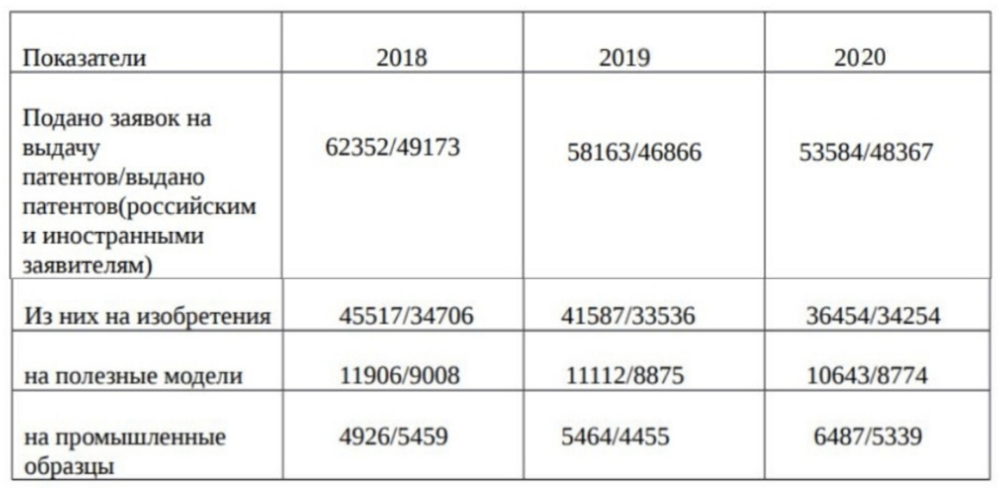 Показатели 2018 2019 2020
Подано заявок на
выдачу
патентов/выдано
патентов(российским
и иностранными
заявителям)
62352/49173 58163/46866 53584/48367
Из них на изобретения 45517/34706 41587/33536 36454/34254
на полезные модели 11906/9008 11112/8875 10643/8774
на промышленные
образцы
4926/5459 5464/4455 6487/5339